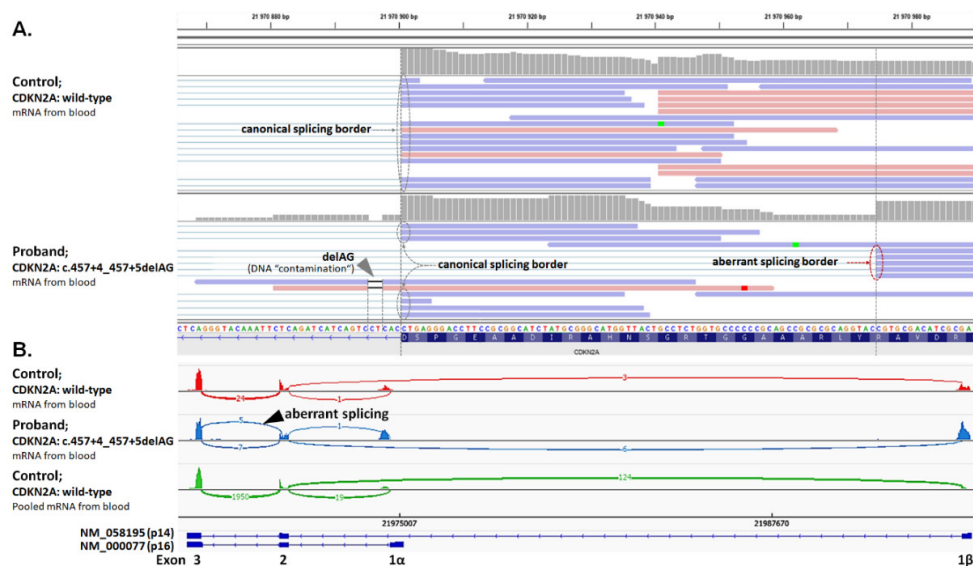 A.
21 970 880 bp
21 970 900 bp
21 970 920 bp
21 970 940 bp
21 970 960 bp
21 970 980 bp
Control;
CDKN2A: wild-type
mRNA from blood
canonical splicing border
Proband;
CDKN2A: c.457+4_457+5delAG
mRNA from blood
delAG
(DNA "contamination")
canonical splicing border
aberrant splicing border
CTCAGGGTACAAATTCTCAGATCATCAGTCCTCACCTGAGGGACCTTCCGCGGCATCTATGCGGGCATGGTTACTGCCTCTGGTGCCCCCCGCAGCCGCGCGCAGGTACCGTGCGACATCGCGA
D S P G E A A D I R A H N S G R T G G A A A R L Y R A V D R
CDKN2A
B.
Control;
CDKN2A: wild-type
mRNA from blood
3
24
1
Proband;
CDKN2A: c.457+4_457+5delAG
mRNA from blood
aberrant splicing
5
1
7
6
Control;
CDKN2A: wild-type
Pooled mRNA from blood
124
1950
19
21975007
21987670
NM_058195 (p14)
NM_000077 (p16)
Exon 3 2 1α 1β